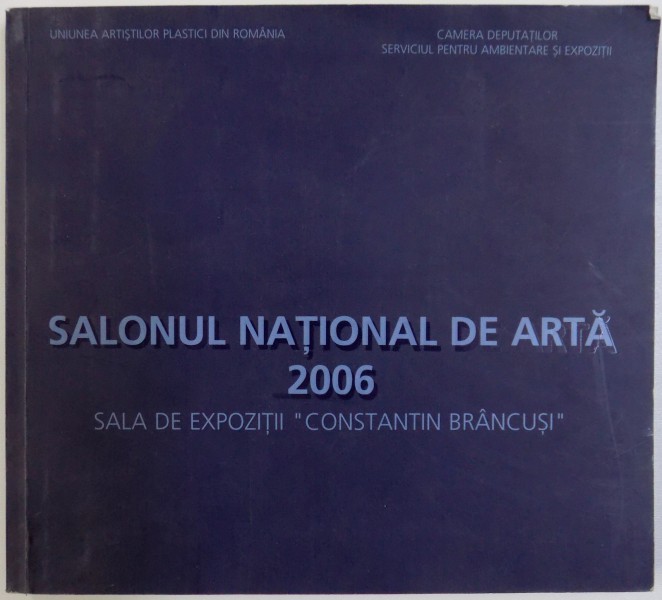 UNIUNEA ARTIȘTILOR PLASTICI DIN ROMÂNIA
CAMERA DEPUTAȚILOR
SERVICIUL PENTRU AMBIENTARE ȘI EXPOZIȚII
SALONUL NAȚIONAL DE ARTĂ
2006
SALA DE EXPOZIȚII "CONSTANTIN BRÂNCUȘI"